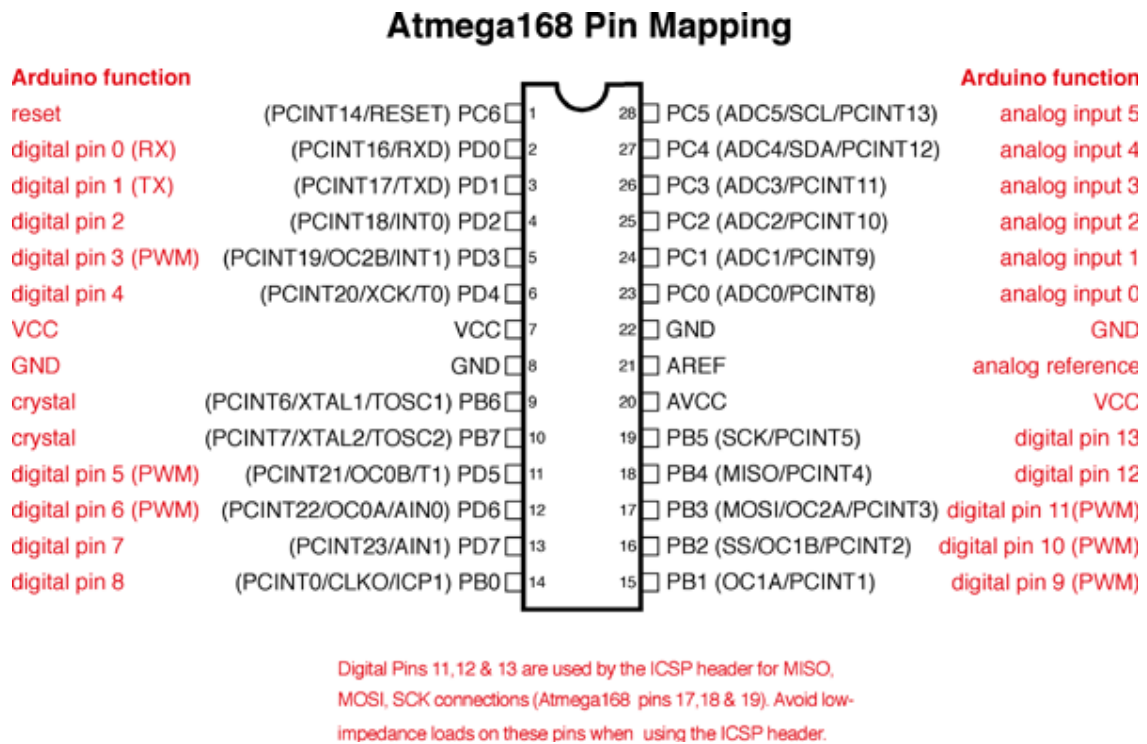 Atmega168 Pin Mapping
Arduino function Arduino function
reset (PCINT14/RESET) PC6 1 28 PC5 (ADC5/SCL/PCINT13) analog input 5
digital pin 0 (RX) (PCINT16/RXD) PD0 2 27 PC4 (ADC4/SDA/PCINT12) analog input 4
digital pin 1 (TX) (PCINT17/TXD) PD1 3 26 PC3 (ADC3/PCINT11) analog input 3
digital pin 2 (PCINT18/INT0) PD2 4 25 PC2 (ADC2/PCINT10) analog input 2
digital pin 3 (PWM) (PCINT19/OC2B/INT1) PD3 5 24 PC1 (ADC1/PCINT9) analog input 1
digital pin 4 (PCINT20/XCK/T0) PD4 6 23 PC0 (ADC0/PCINT8) analog input 0
VCC VCC 7 22 GND GND
GND GND 8 21 AREF analog reference
crystal (PCINT6/XTAL1/TOSC1) PB6 9 20 AVCC VCC
crystal (PCINT7/XTAL2/TOSC2) PB7 10 19 PB5 (SCK/PCINT5) digital pin 13
digital pin 5 (PWM) (PCINT21/OC0B/T1) PD5 11 18 PB4 (MISO/PCINT4) digital pin 12
digital pin 6 (PWM) (PCINT22/OC0A/AIN0) PD6 12 17 PB3 (MOSI/OC2A/PCINT3) digital pin 11(PWM)
digital pin 7 (PCINT23/AIN1) PD7 13 16 PB2 (SS/OC1B/PCINT2) digital pin 10 (PWM)
digital pin 8 (PCINT0/CLKO/ICP1) PB0 14 15 PB1 (OC1A/PCINT1) digital pin 9 (PWM)
Digital Pins 11,12 & 13 are used by the ICSP header for MISO,
MOSI, SCK connections (Atmega168 pins 17,18 & 19). Avoid low-
impedance loads on these pins when using the ICSP header.